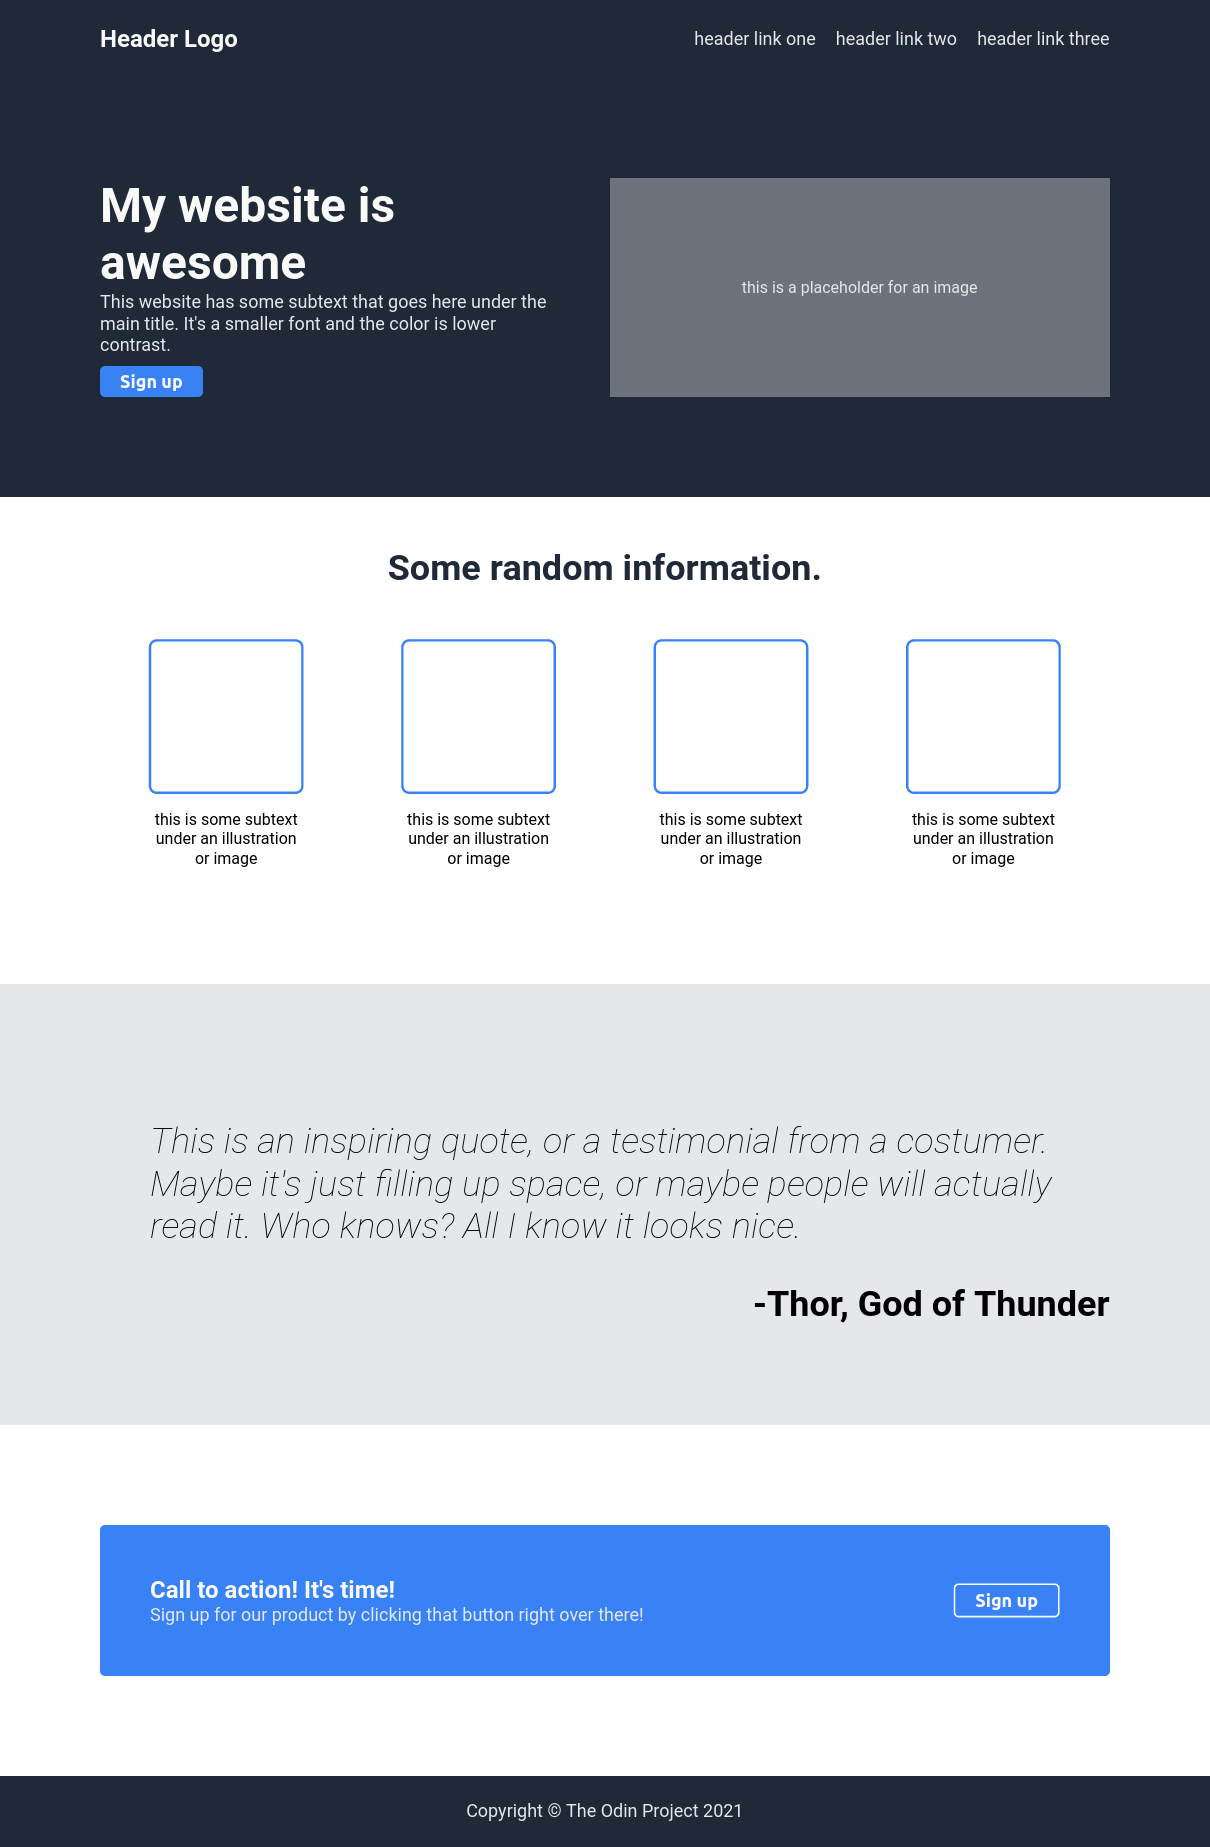 Header Logo
header link one
header link two
header link three
My website is
awesome
This website has some subtext that goes here under the
main title. It's a smaller font and the color is lower
contrast.
Sign up
this is a placeholder for an image
Some random information.
this is some subtext
under an illustration
or image
this is some subtext
under an illustration
or image
this is some subtext
under an illustration
or image
this is some subtext
under an illustration
or image
This is an inspiring quote, or a testimonial from a costumer.
Maybe it's just filling up space, or maybe people will actually
read it. Who knows? All I know it looks nice.
-Thor, God of Thunder
Call to action! It's time!
Sign up for our product by clicking that button right over there!
Sign up
Copyright © The Odin Project 2021